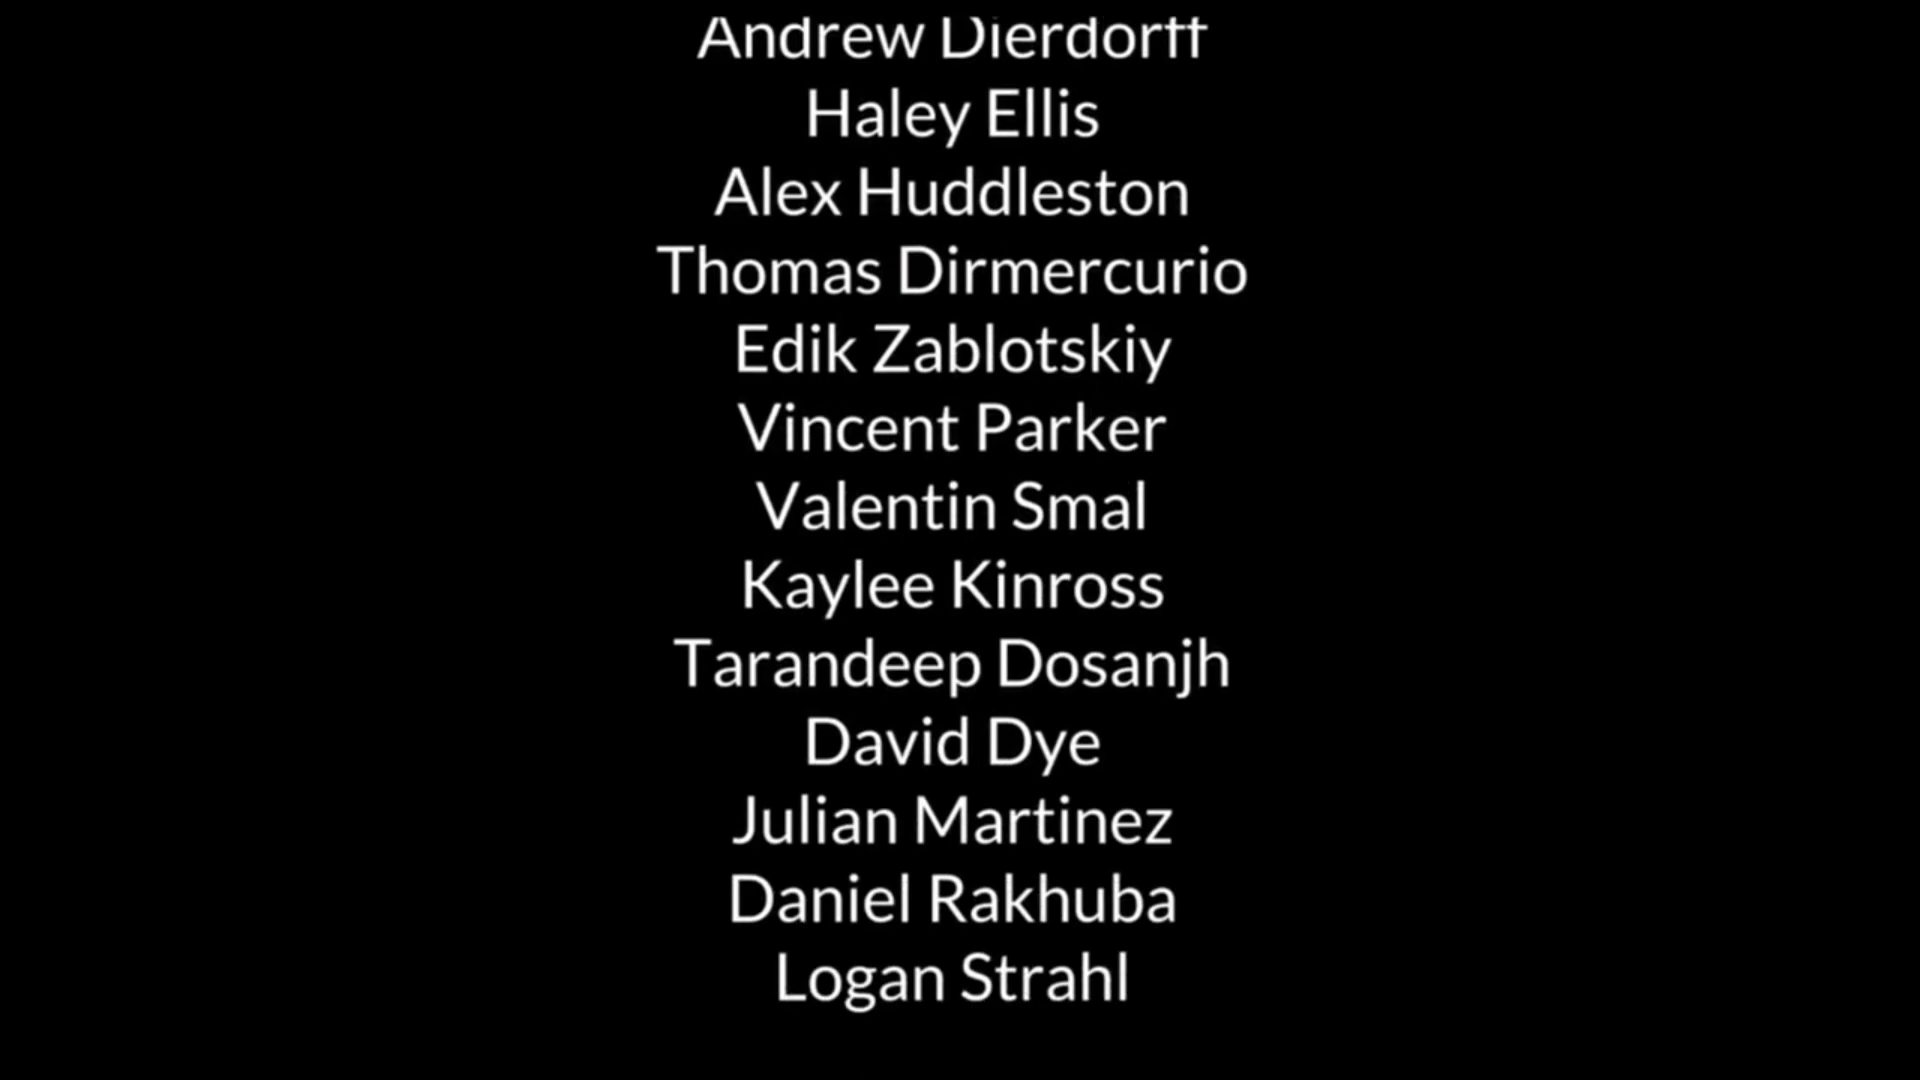 Andrew Dierdorff
Haley Ellis
Alex Huddleston
Thomas Dirmercurio
Edik Zablotskiy
Vincent Parker
Valentin Smal
Kaylee Kinross
Tarandeep Dosanjh
David Dye
Julian Martinez
Daniel Rakhuba
Logan Strahl